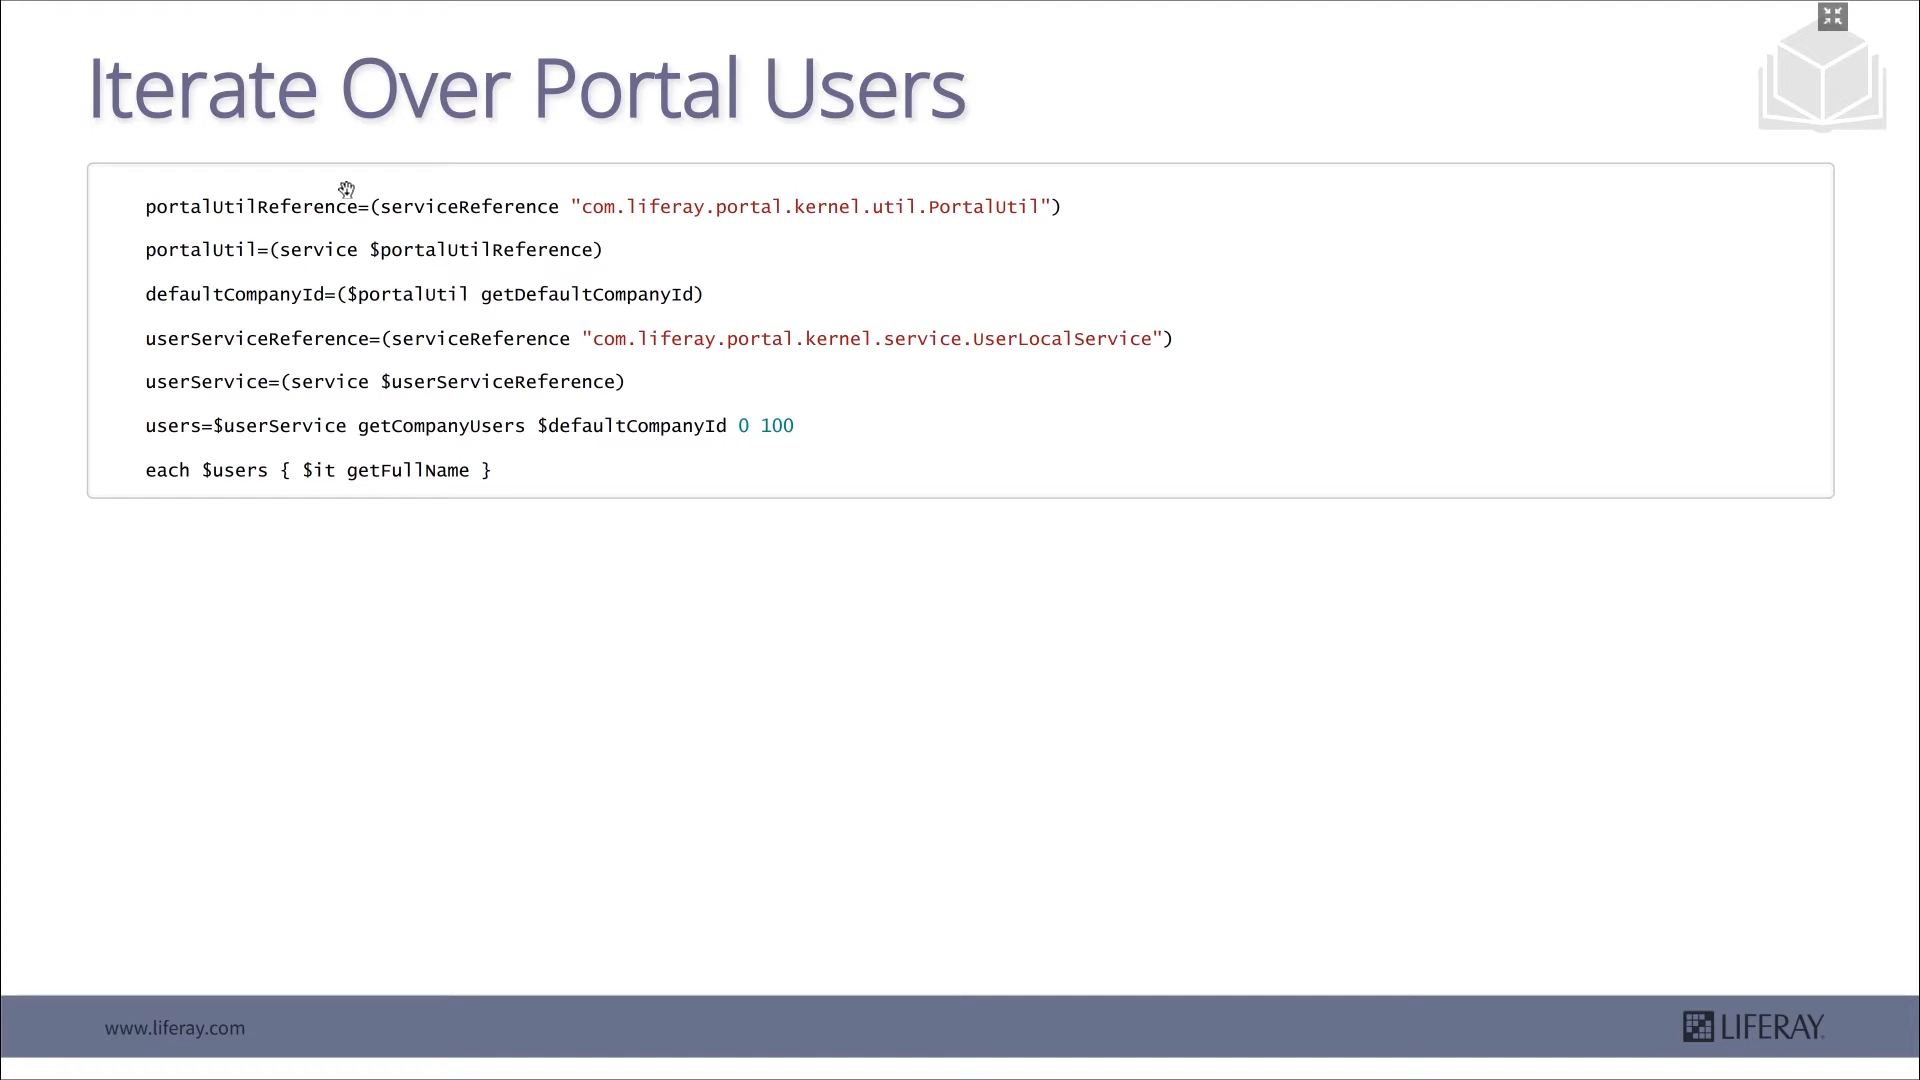 Iterate Over Portal Users
portalUtilReference=(serviceReference "com.liferay.portal.kernel.util.PortalUtil")
portalUtil=(service $portalUtilReference)
defaultCompanyId=($portalUtil getDefaultCompanyId)
userServiceReference=(serviceReference "com.liferay.portal.kernel.service.UserLocalService")
userService=(service $userServiceReference)
users=$userService getCompanyUsers $defaultCompanyId 0 100
each $users { $it getFullName }
www.liferay.com
LIFERAY